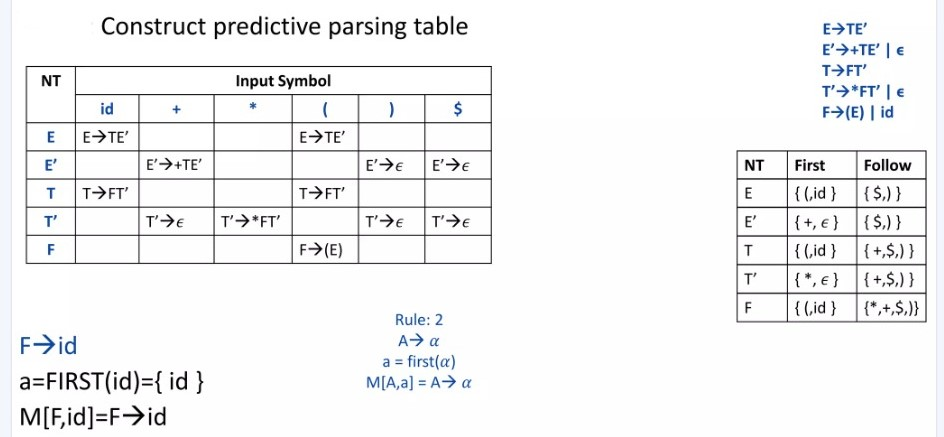 Construct predictive parsing table
E→TE’
E’→+TE’ | ϵ
T→FT’
T’→*FT’ | ϵ
F→(E) | id
NT Input Symbol
id + * ( ) $
E E→TE’ E→TE’
E’ E’→+TE’ E’→ϵ E’→ϵ
T T→FT’ T→FT’
T’ T’→ϵ T’→*FT’ T’→ϵ T’→ϵ
F F→(E)
NT First Follow
E { (,id } { $,) }
E’ { +, ϵ } { $,) }
T { (,id } { +,$,) }
T’ { *, ϵ } { +,$,) }
F { (,id } {*,+,$,)}
F→id
a=FIRST(id)={ id }
M[F,id]=F→id
Rule: 2
A→ α
a = first(α)
M[A,a] = A→ α